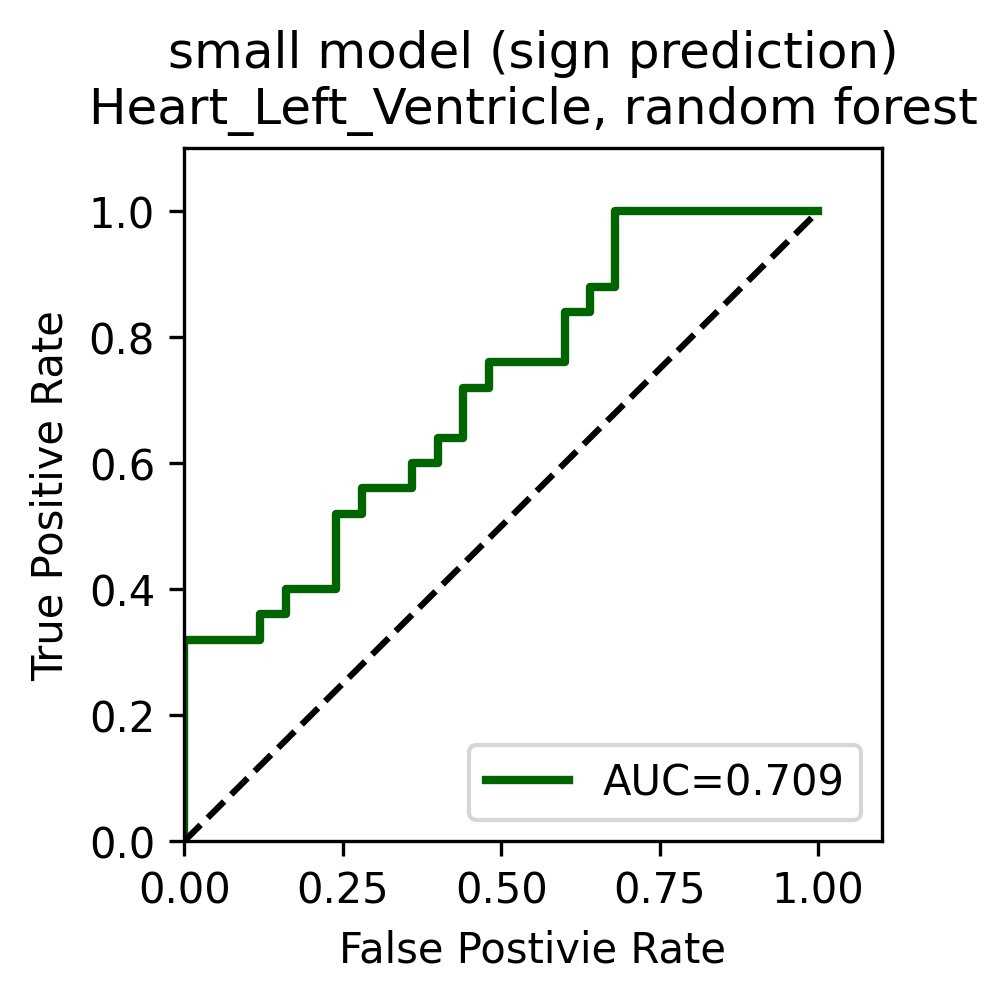 small model (sign prediction)
Heart_Left_Ventricle, random forest
1.0
0.8
0.6
0.4
0.2
0.0
True Positive Rate
AUC=0.709
0.00 0.25 0.50 0.75 1.00
False Postivie Rate